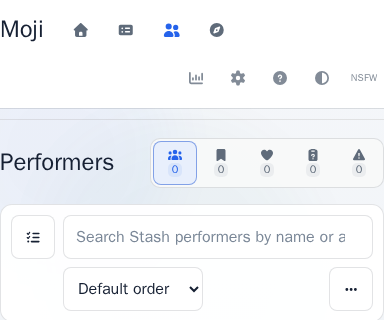 Moji
NSFW
Performers
0 0 0 0 0
Search Stash performers by name or a
Default order